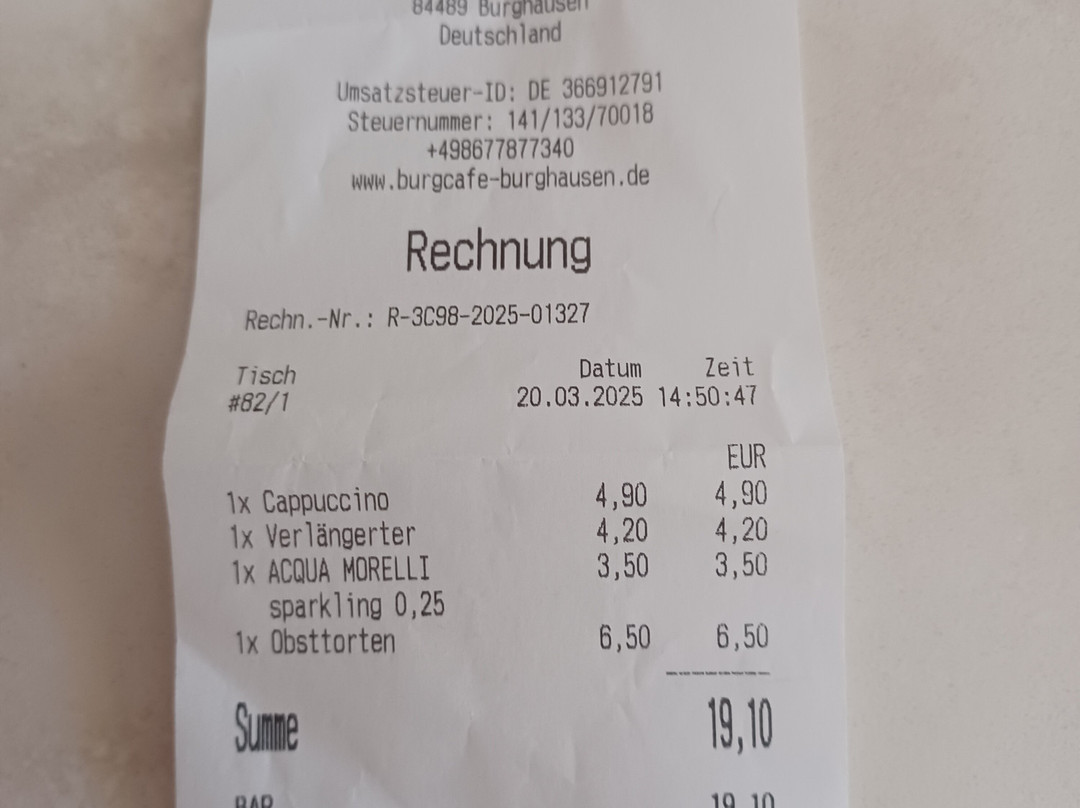 84489 Burghausen
Deutschland
Umsatzsteuer-ID: DE 366912791
Steuernummer: 141/133/70018
+498677877340
www.burgcafe-burghausen.de
Rechnung
Rechn.-Nr.: R-3C98-2025-01327
Tisch Datum Zeit
#82/1 20.03.2025 14:50:47
EUR
1x Cappuccino 4,90 4,90
1x Verlängerter 4,20 4,20
1x ACQUA MORELLI 3,50 3,50
sparkling 0,25
1x Obsttorten 6,50 6,50
Summe 19,10
BAR 19,10